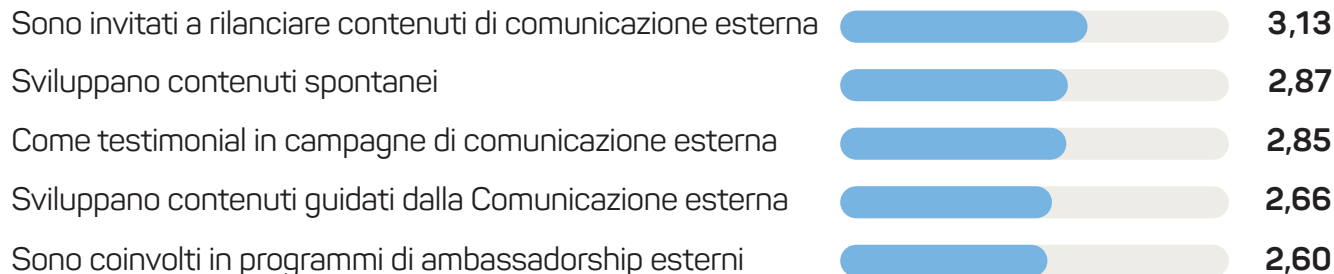 Sono invitati a rilanciare contenuti di comunicazione esterna 3,13
Sviluppano contenuti spontanei 2,87
Come testimonial in campagne di comunicazione esterna 2,85
Sviluppano contenuti guidati dalla Comunicazione esterna 2,66
Sono coinvolti in programmi di ambassadorship esterni 2,60